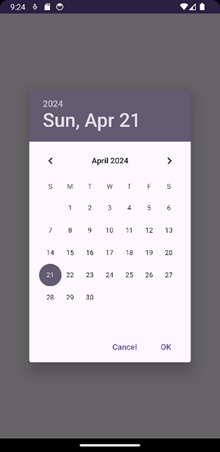 9:24
2024
Sun, Apr 21
April 2024
S M T W T F S
1 2 3 4 5 6
7 8 9 10 11 12 13
14 15 16 17 18 19 20
21 22 23 24 25 26 27
28 29 30
Cancel OK